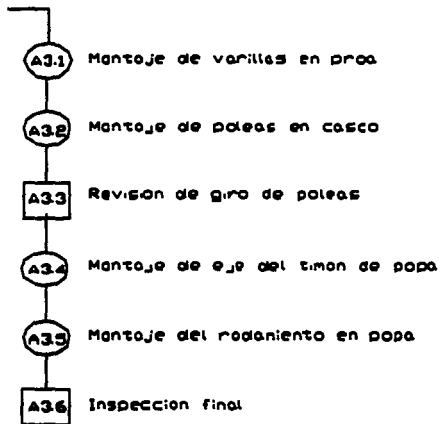 A3.1 Montaje de varillas en proa
A3.2 Montaje de poleas en casco
A3.3 Revision de giro de poleas
A3.4 Montaje de eje del timon de popa
A3.5 Montaje del rodamiento en popa
A3.6 Inspeccion final